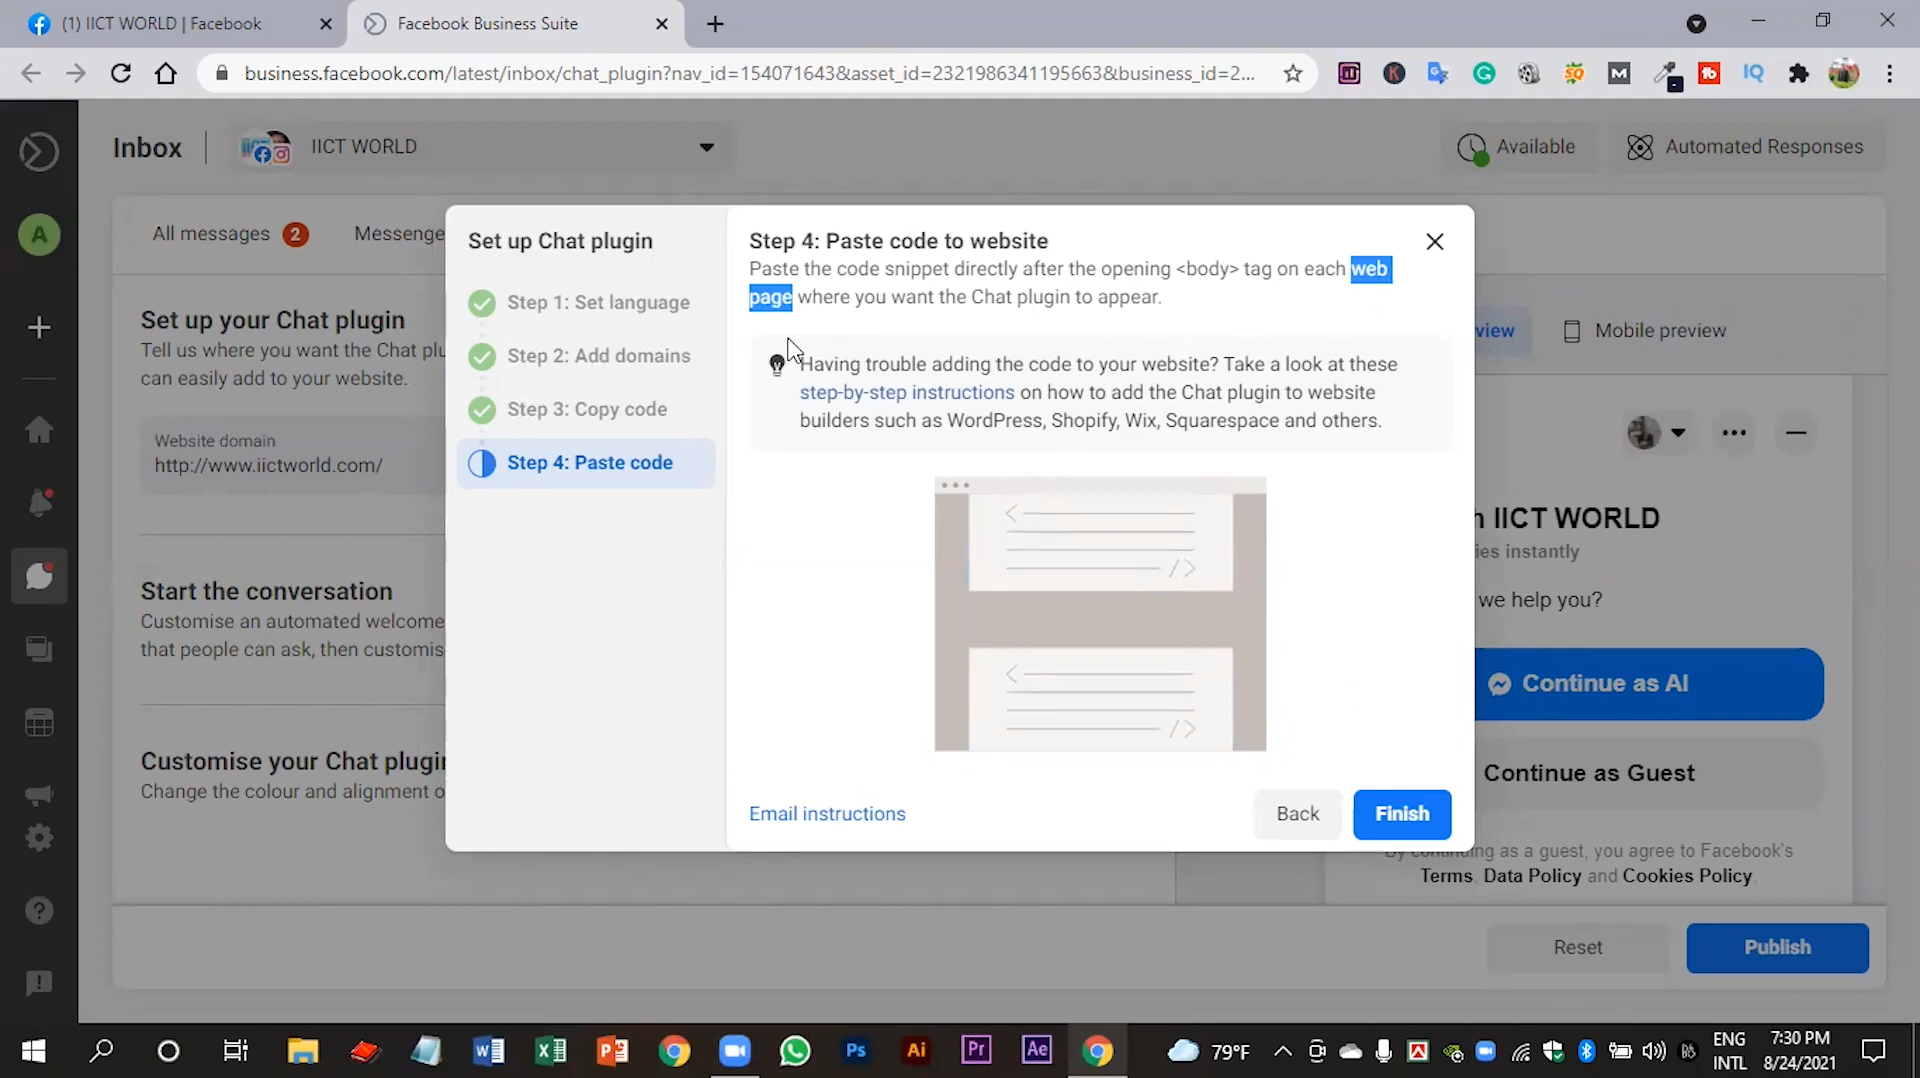 (1) IICT WORLD | Facebook
Facebook Business Suite
business.facebook.com/latest/inbox/chat_plugin?nav_id=154071643&asset_id=2321986341195663&business_id=2...
Inbox
IICT WORLD
Available
Automated Responses
A
All messages 2
Messenge
view
Mobile preview
Set up your Chat plugin
Tell us where you want the Chat plu
can easily add to your website.
Website domain
http://www.iictworld.com/
Start the conversation
Customise an automated welcome
that people can ask, then customis
Customise your Chat plugin
Change the colour and alignment o
Set up Chat plugin
Step 1: Set language
Step 2: Add domains
Step 3: Copy code
Step 4: Paste code
Step 4: Paste code to website
Paste the code snippet directly after the opening <body> tag on each web
page where you want the Chat plugin to appear.
Having trouble adding the code to your website? Take a look at these
step-by-step instructions on how to add the Chat plugin to website
builders such as WordPress, Shopify, Wix, Squarespace and others.
Email instructions
Back
Finish
IICT WORLD
ies instantly
we help you?
Continue as AI
Continue as Guest
By continuing as a guest, you agree to Facebook's
Terms, Data Policy and Cookies Policy.
Reset
Publish
79°F
ENG
INTL
7:30 PM
8/24/2021
Ps
Ai
Pr
Ae